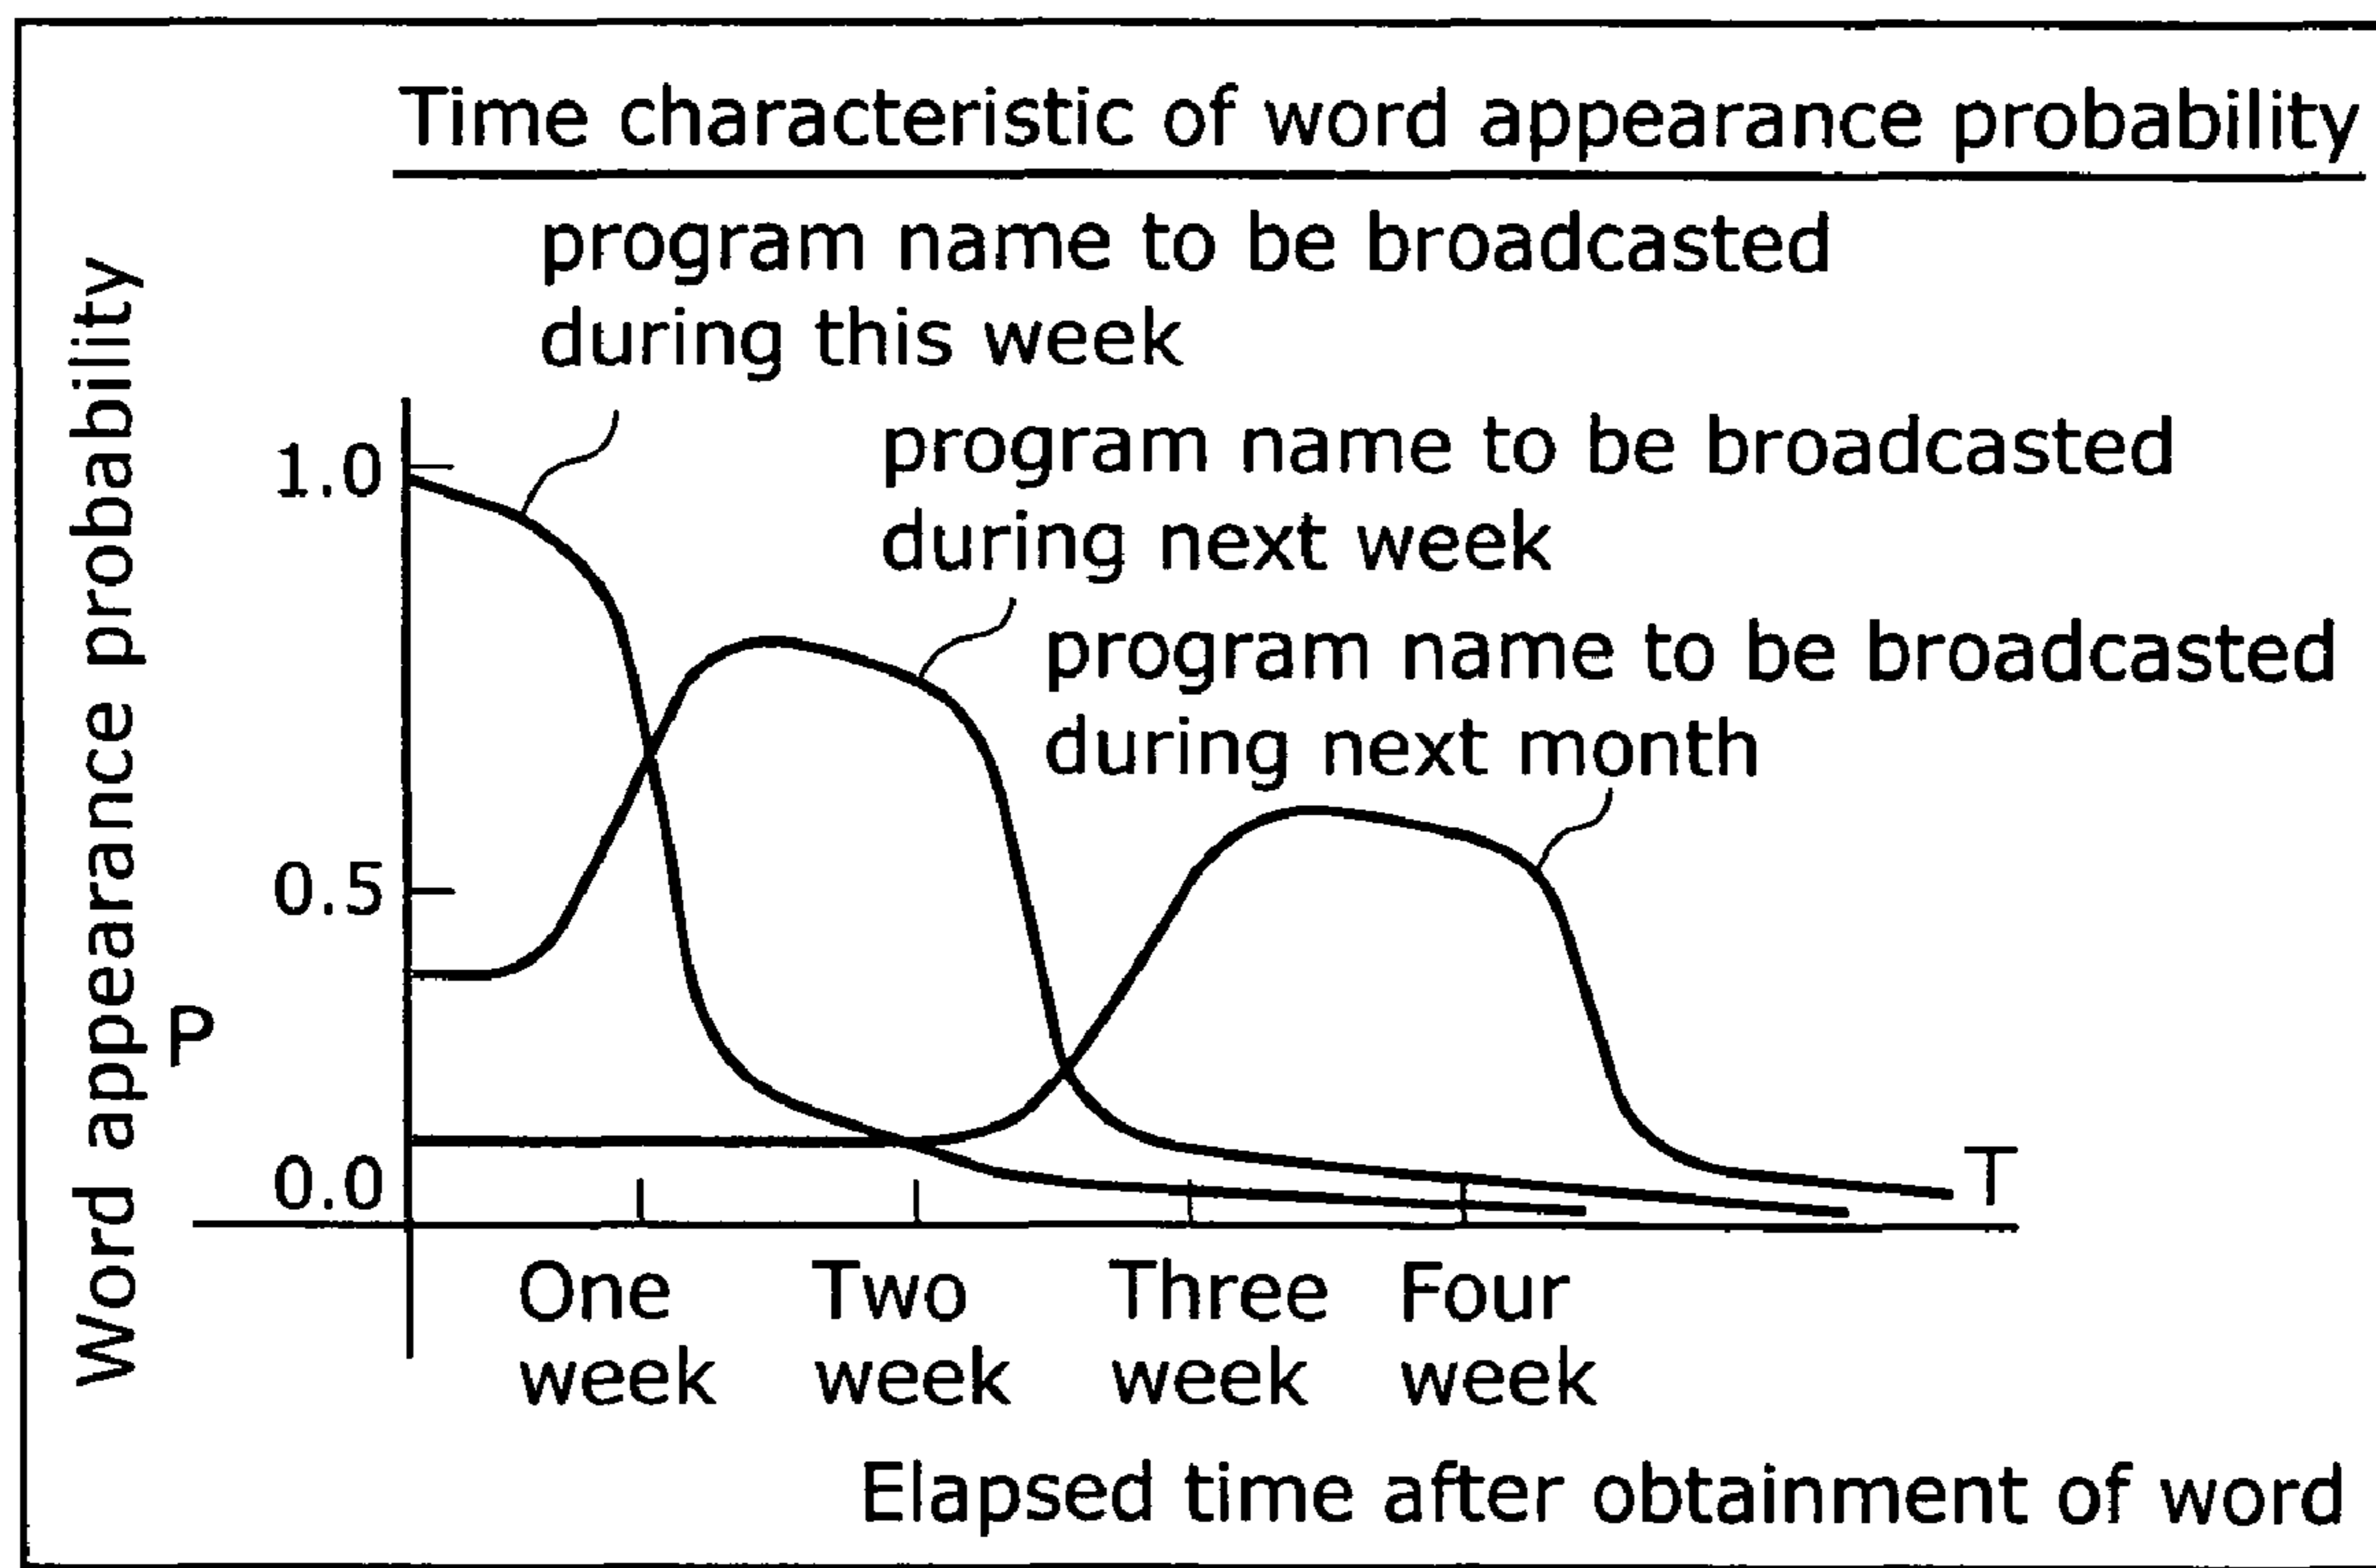 Time characteristic of word appearance probability
program name to be broadcasted
during this week
program name to be broadcasted
during next week
program name to be broadcasted
during next month
Word appearance probability
P
1.0
0.5
0.0
T
One
week
Two
week
Three
week
Four
week
Elapsed time after obtainment of word